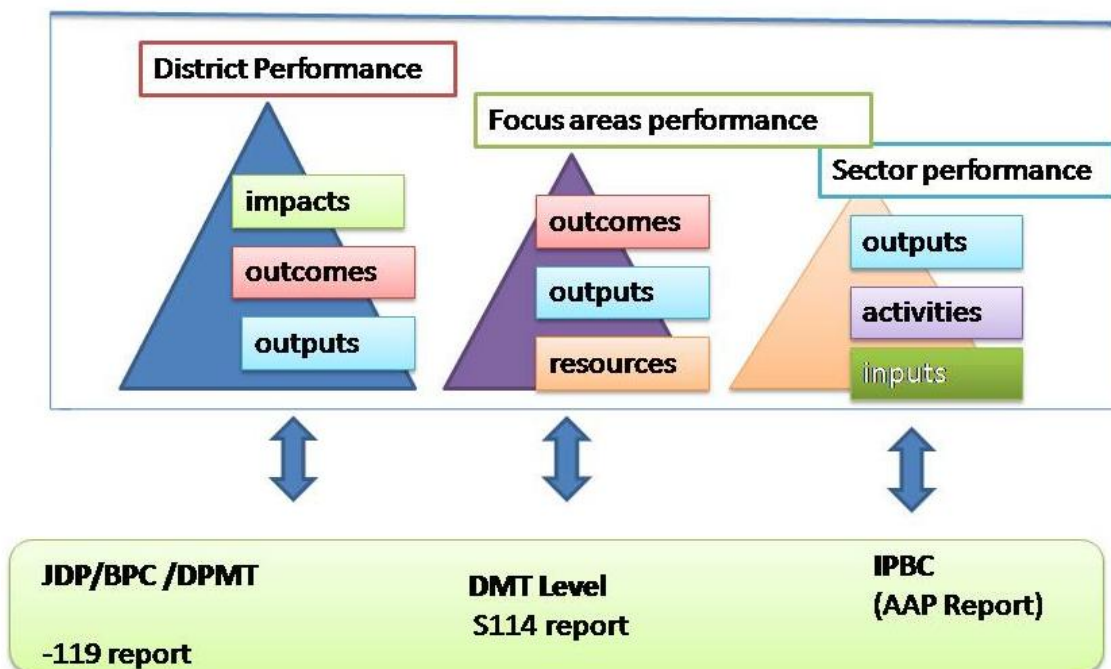 District Performance
impacts
outcomes
outputs
Focus areas performance
outcomes
outputs
resources
Sector performance
outputs
activities
inputs
JDP/BPC /DPMT
-119 report
DMT Level
S114 report
IPBC
(AAP Report)